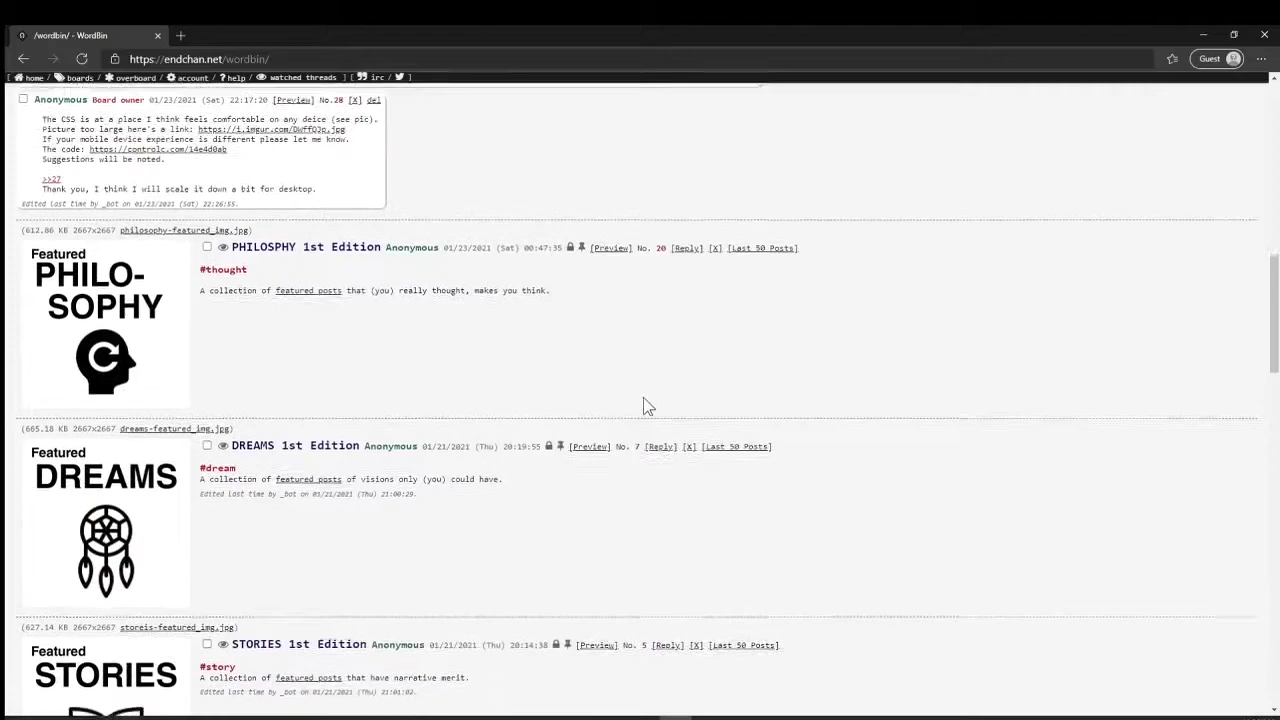 /wordbin/ - WordBin
https://endchan.net/wordbin/
Guest
[ home / boards / overboard / account / help / watched threads ] [ irc / ]
Anonymous Board owner 01/23/2021 (Sat) 22:17:20 [Preview] No.28 [X] del
The CSS is at a place I think feels comfortable on any deice (see pic).
Picture too large here's a link: https://i.imgur.com/DWffQ2p.jpg
If your mobile device experience is different please let me know.
The code: https://controlc.com/14e4d0ab
Suggestions will be noted.
>>27
Thank you, I think I will scale it down a bit for desktop.
Edited last time by _bot on 01/23/2021 (Sat) 22:26:55.
(612.86 KB 2667x2667 philosophy-featured_img.jpg)
PHILOSPHY 1st Edition Anonymous 01/23/2021 (Sat) 00:47:35 [Preview] No. 20 [Reply] [X] [Last 50 Posts]
Featured
PHILO-
SOPHY
#thought
A collection of featured posts that (you) really thought, makes you think.
(665.18 KB 2667x2667 dreams-featured_img.jpg)
DREAMS 1st Edition Anonymous 01/21/2021 (Thu) 20:19:55 [Preview] No. 7 [Reply] [X] [Last 50 Posts]
Featured
DREAMS
#dream
A collection of featured posts of visions only (you) could have.
Edited last time by _bot on 01/21/2021 (Thu) 21:00:29.
(627.14 KB 2667x2667 storeis-featured_img.jpg)
STORIES 1st Edition Anonymous 01/21/2021 (Thu) 20:14:38 [Preview] No. 5 [Reply] [X] [Last 50 Posts]
Featured
STORIES
#story
A collection of featured posts that have narrative merit.
Edited last time by _bot on 01/21/2021 (Thu) 21:01:02.